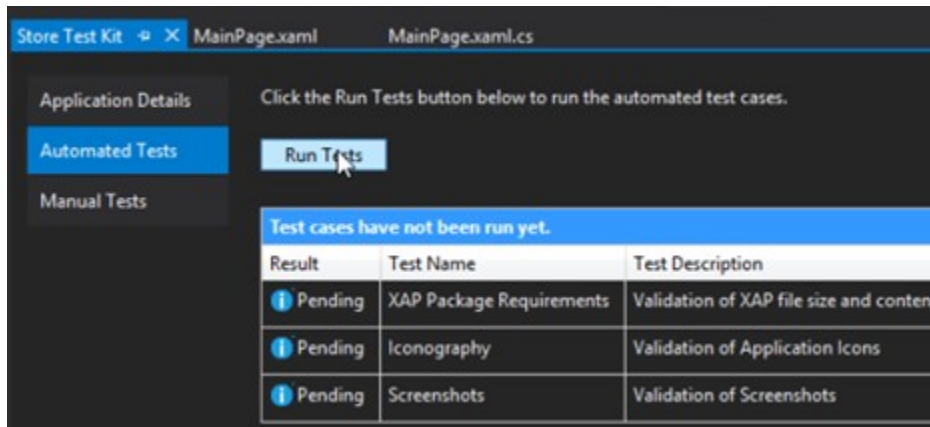 Store Test Kit MainPage.xaml MainPage.xaml.cs
Application Details
Automated Tests
Manual Tests
Click the Run Tests button below to run the automated test cases.
Run Tests
Test cases have not been run yet.
Result Test Name Test Description
Pending XAP Package Requirements Validation of XAP file size and conten
Pending Iconography Validation of Application Icons
Pending Screenshots Validation of Screenshots